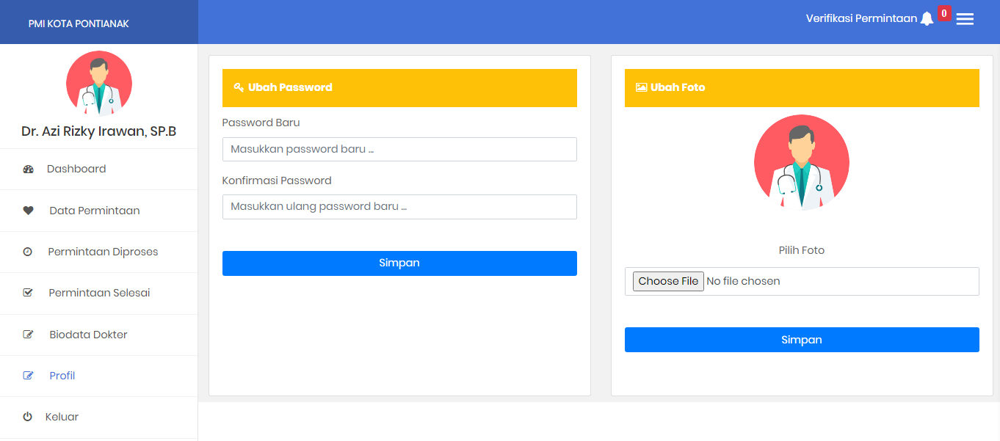 PMI KOTA PONTIANAK
Verifikasi Permintaan 0
Dr. Azi Rizky Irawan, SP.B
Dashboard
Data Permintaan
Permintaan Diproses
Permintaan Selesai
Biodata Dokter
Profil
Keluar
Ubah Password
Password Baru
Masukkan password baru ...
Konfirmasi Password
Masukkan ulang password baru ...
Simpan
Ubah Foto
Pilih Foto
Choose File No file chosen
Simpan